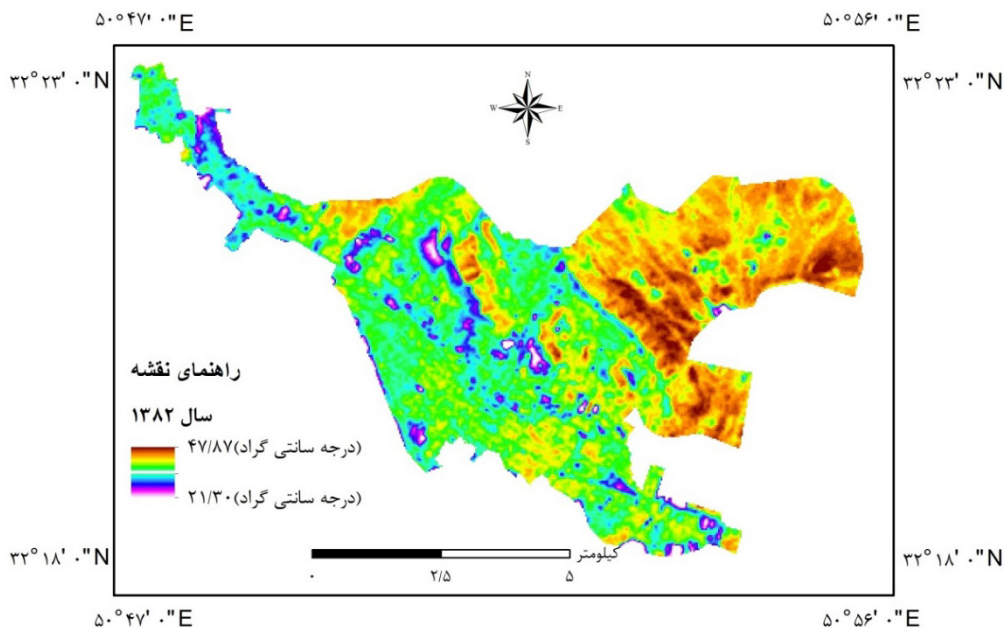 ۵۰°۴۷' ۰"E
۵۰°۵۶' ۰"E
۳۲°۲۳' ۰"N
۳۲°۲۳' ۰"N
N
W
E
S
راهنمای نقشه
سال ۱۳۸۲
۴۷/۸۷(درجه سانتی گراد)
۲۱/۳۰(درجه سانتی گراد)
کیلومتر
۰
۲/۵
۵
۳۲°۱۸' ۰"N
۳۲°۱۸' ۰"N
۵۰°۴۷' ۰"E
۵۰°۵۶' ۰"E